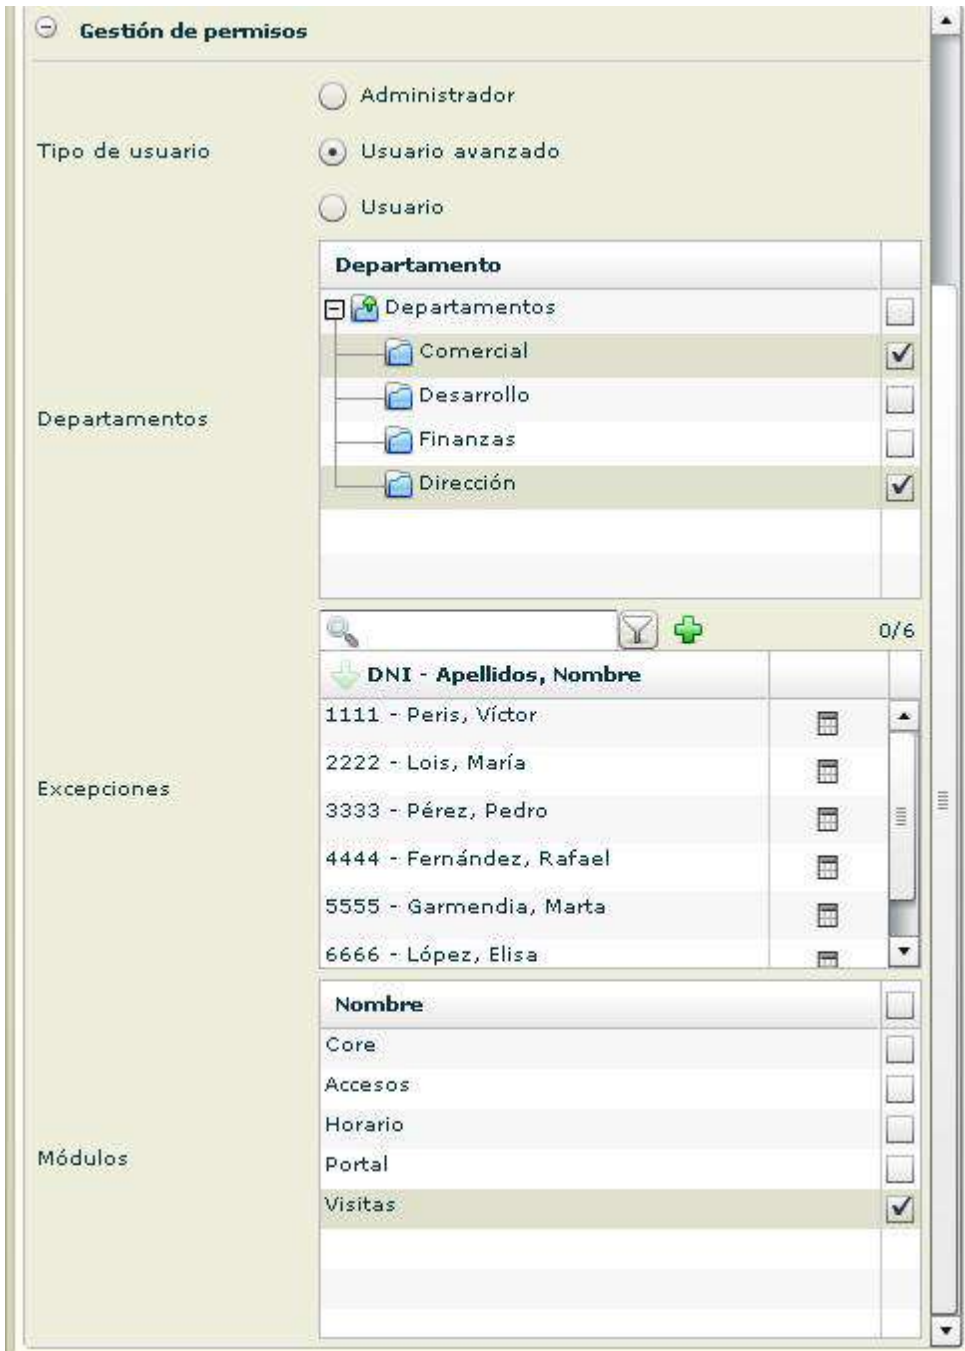 Gestión de permisos
Administrador
Tipo de usuario
Usuario avanzado
Usuario
Departamento
Departamentos
Comercial
Desarrollo
Departamentos
Finanzas
Dirección
0/6
DNI - Apellidos, Nombre
1111 - Peris, Víctor
2222 - Lois, María
Excepciones
3333 - Pérez, Pedro
4444 - Fernández, Rafael
5555 - Garmendia, Marta
6666 - López, Elisa
Nombre
Core
Accesos
Horario
Módulos
Portal
Visitas